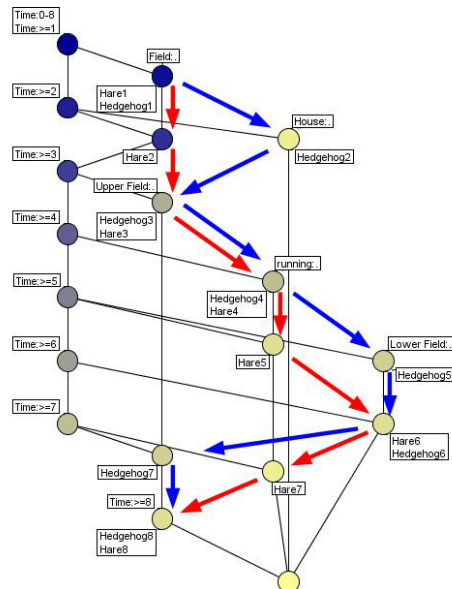 Time:0-8
Time:>=1
Field:.
Time:>=2
Hare1
Hedgehog1
House:.
Hare2
Hedgehog2
Time:>=3
Upper Field:.
Time:>=4
Hedgehog3
Hare3
running:.
Time:>=5
Hedgehog4
Hare4
Time:>=6
Hare5
Lower Field:.
Hedgehog5
Time:>=7
Hare6
Hedgehog6
Hedgehog7
Hare7
Time:>=8
Hedgehog8
Hare8